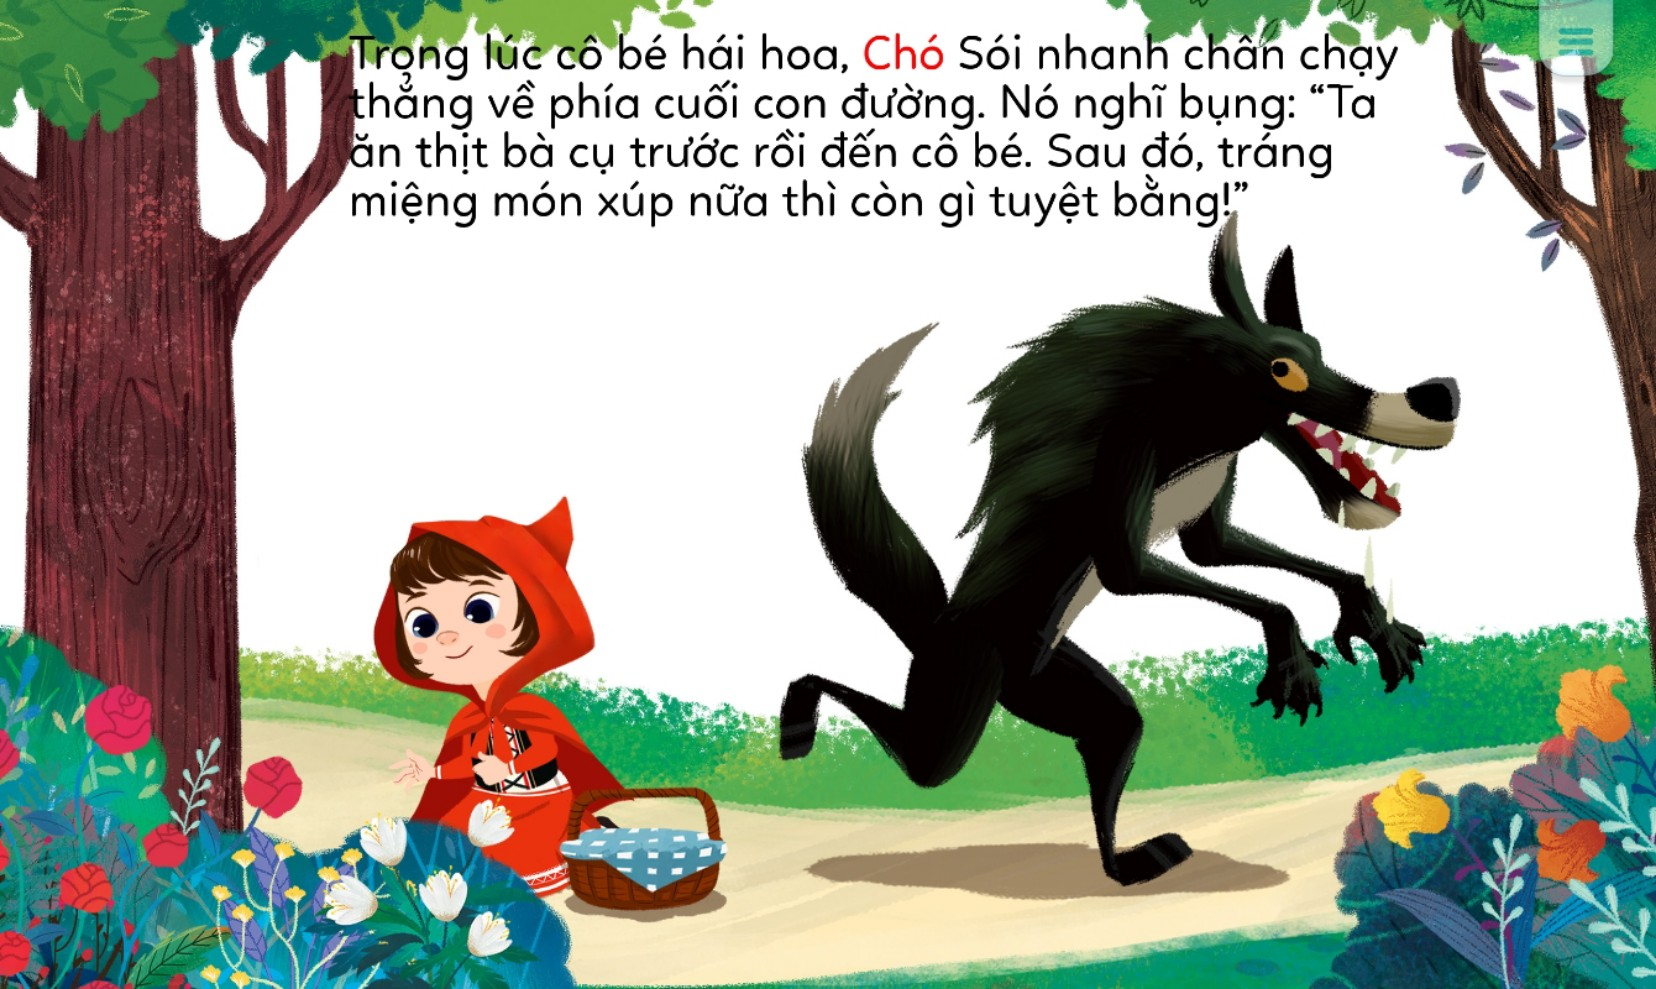 Trong lúc cô bé hái hoa, Chó Sói nhanh chân chạy
thẳng về phía cuối con đường. Nó nghĩ bụng: “Ta
ăn thịt bà cụ trước rồi đến cô bé. Sau đó, tráng
miệng món xúp nữa thì còn gì tuyệt bằng!”